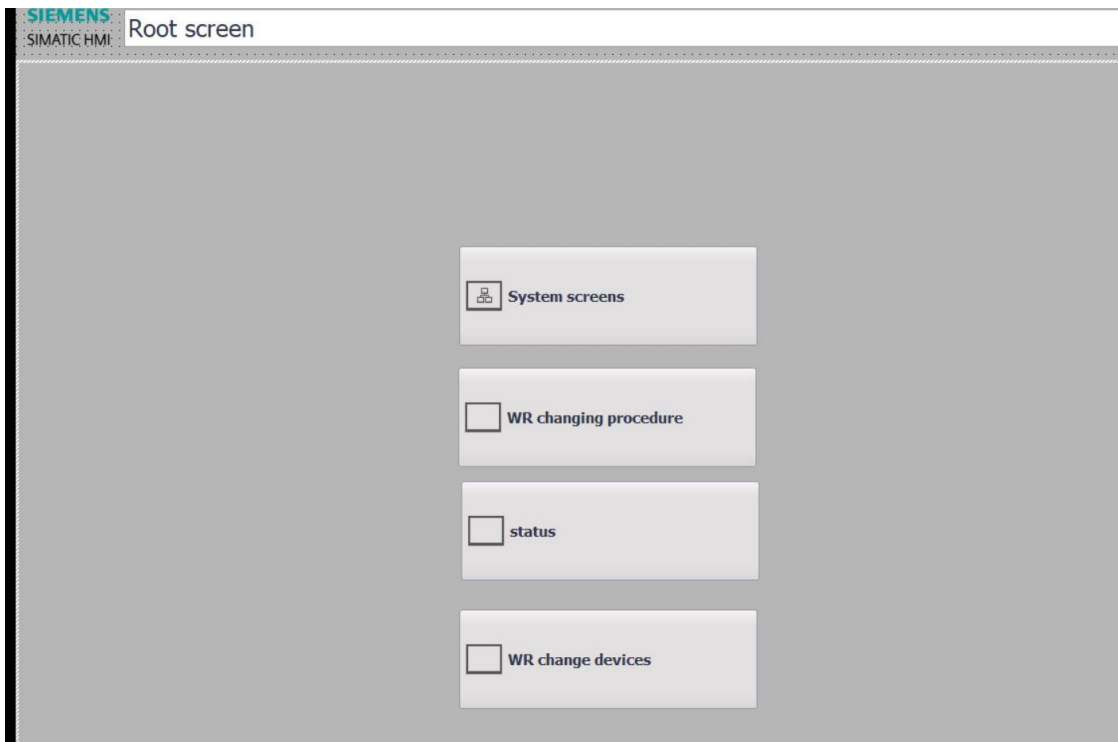 SIEMENS
SIMATIC HMI
Root screen
System screens
WR changing procedure
status
WR change devices